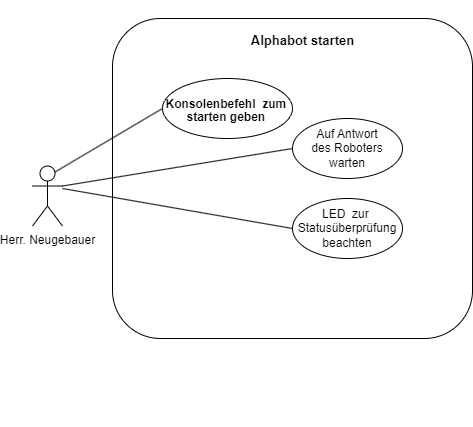 Alphabot starten
Konsolenbefehl zum
starten geben
Auf Antwort
des Roboters
warten
LED zur
Statusüberprüfung
beachten
Herr. Neugebauer